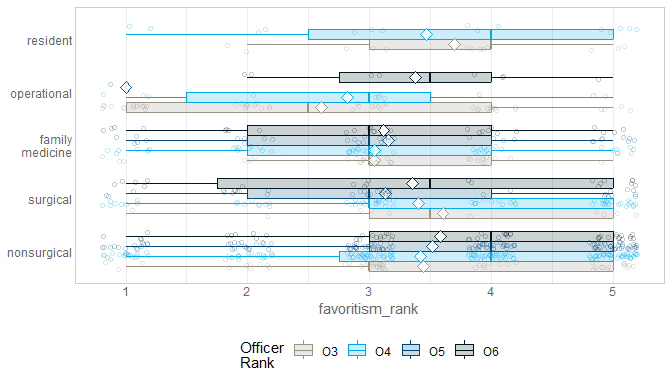 resident
operational
family
medicine
surgical
nonsurgical
1 2 3 4 5
favoritism_rank
Officer
Rank
O3 O4 O5 O6